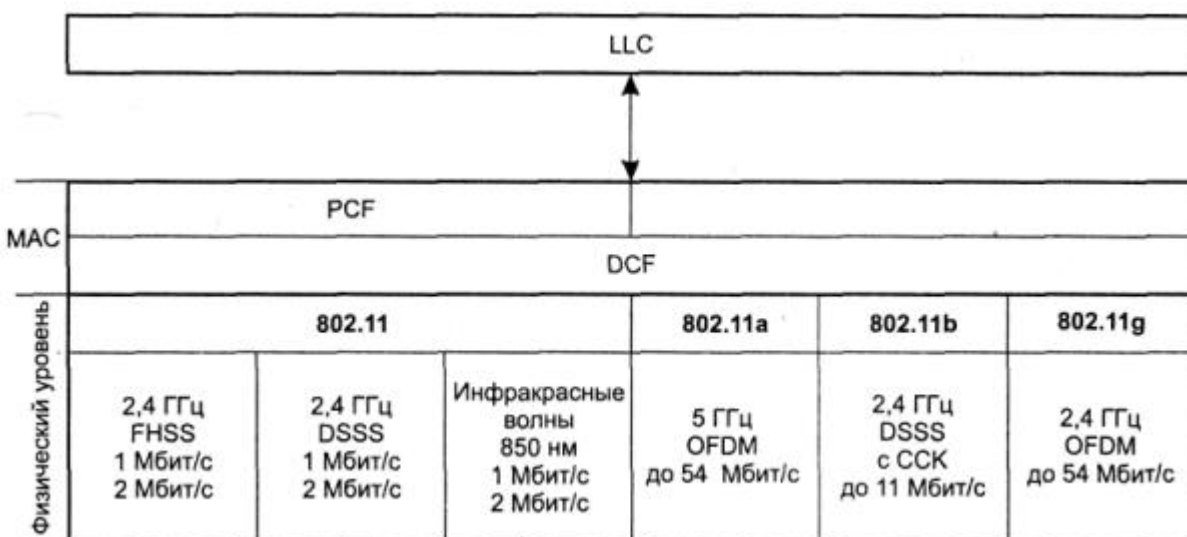 LLC
PCF
MAC
DCF
Физический уровень
802.11
802.11a
802.11b
802.11g
2,4 ГГц
FHSS
1 Мбит/с
2 Мбит/с
2,4 ГГц
DSSS
1 Мбит/с
2 Мбит/с
Инфракрасные
волны
850 нм
1 Мбит/с
2 Мбит/с
5 ГГц
OFDM
до 54 Мбит/с
2,4 ГГц
DSSS
с ССК
до 11 Мбит/с
2,4 ГГц
OFDM
до 54 Мбит/с